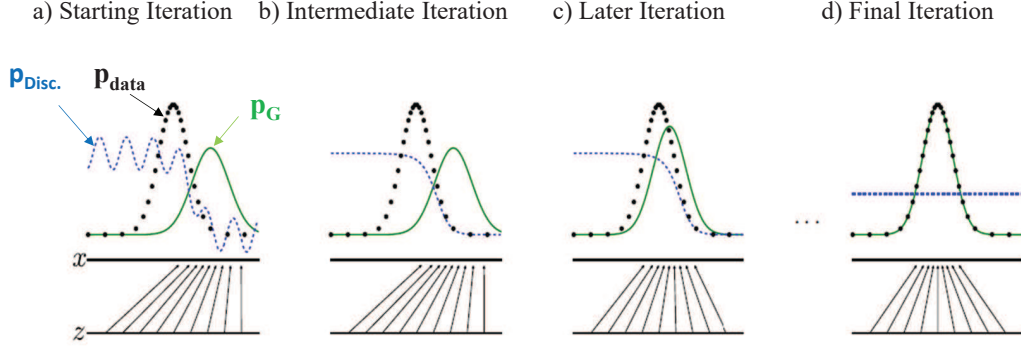 a) Starting Iteration
b) Intermediate Iteration
c) Later Iteration
d) Final Iteration
pDisc.
pdata
pG
...
x
z